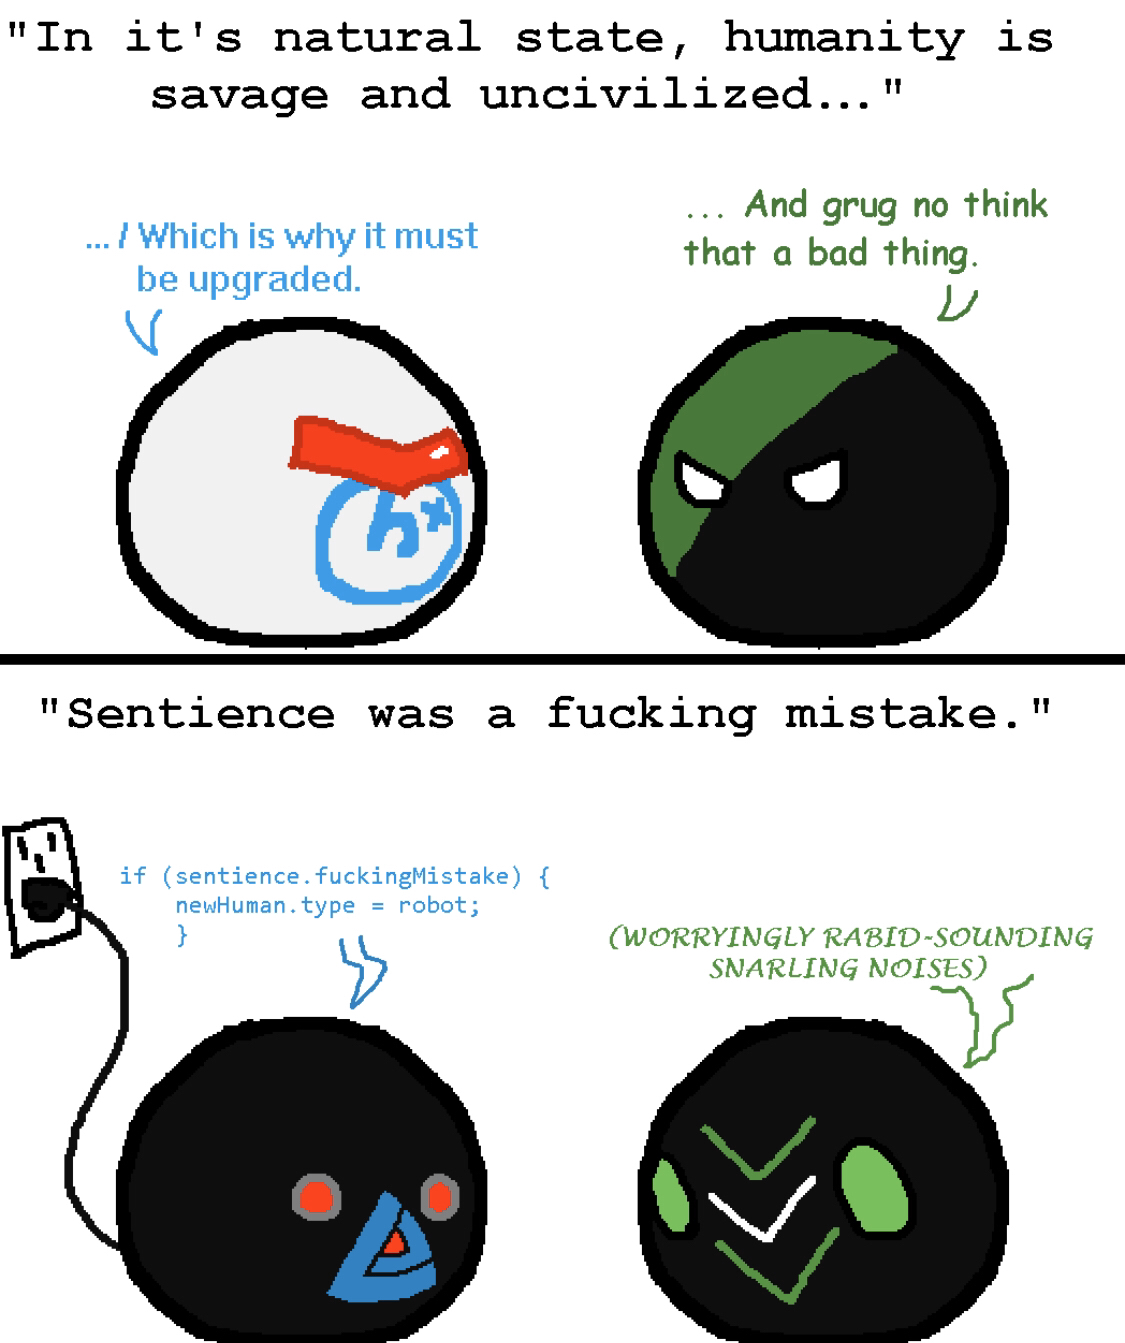 "In it's natural state, humanity is
savage and uncivilized..."
... / Which is why it must
be upgraded.
... And grug no think
that a bad thing.
h×
"Sentience was a fucking mistake."
if (sentience.fuckingMistake) {
newHuman.type = robot;
}
(WORRYINGLY RABID-SOUNDING
SNARLING NOISES)